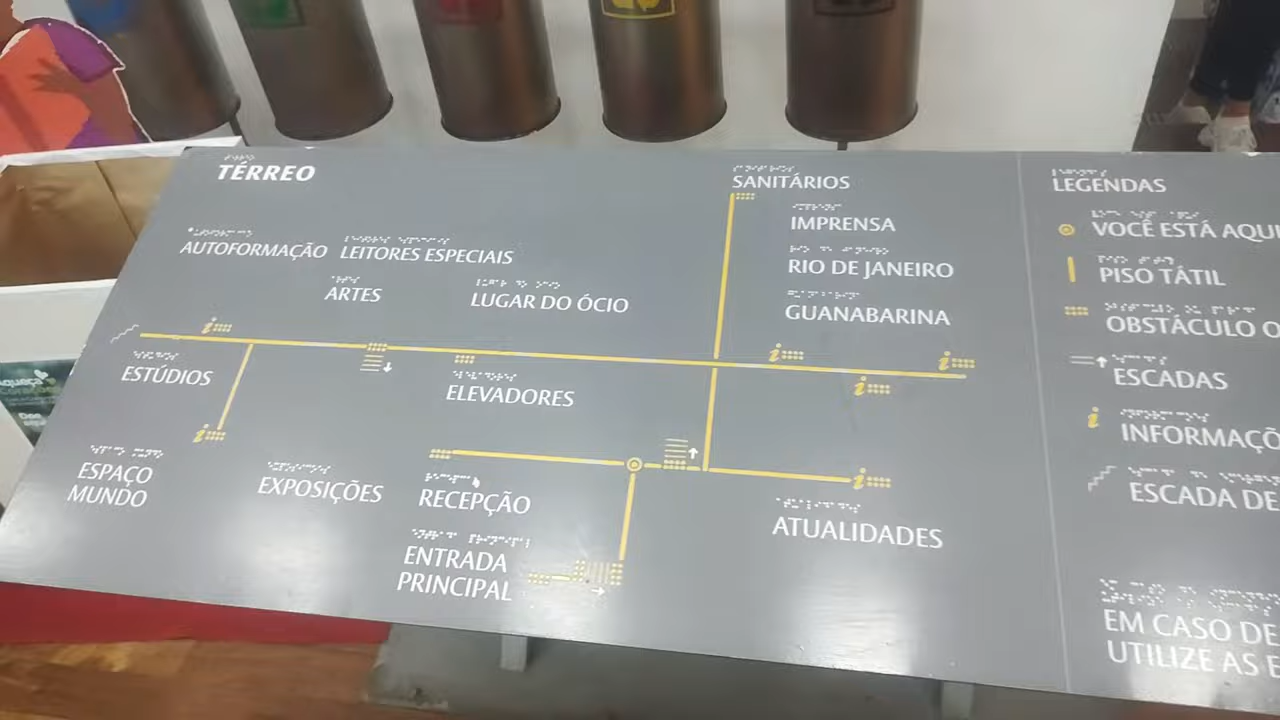 TÉRREO
SANITÁRIOS
IMPRENSA
RIO DE JANEIRO
GUANABARINA
AUTOFORMAÇÃO
LEITORES ESPECIAIS
ARTES
LUGAR DO ÓCIO
ESTÚDIOS
ELEVADORES
ESPAÇO
MUNDO
EXPOSIÇÕES
RECEPÇÃO
ENTRADA
PRINCIPAL
ATUALIDADES
LEGENDAS
VOCÊ ESTÁ AQUI
PISO TÁTIL
OBSTÁCULO O
ESCADAS
INFORMAÇÕ
ESCADA DE
EM CASO DE
UTILIZE AS E